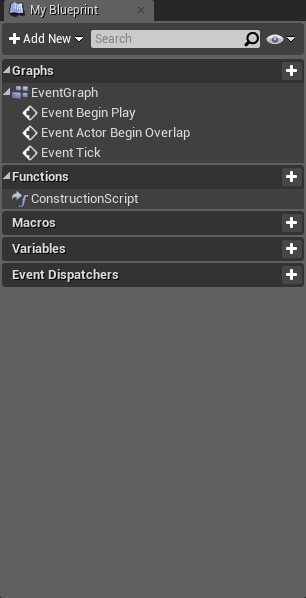 My Blueprint
Add New
Search
Graphs
EventGraph
Event Begin Play
Event Actor Begin Overlap
Event Tick
Functions
ConstructionScript
Macros
Variables
Event Dispatchers